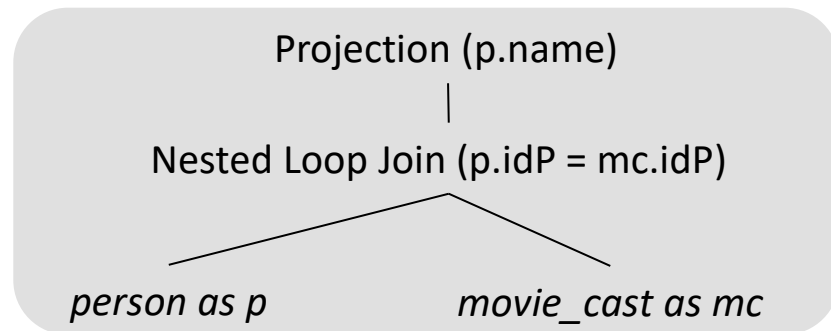 Projection (p.name)
Nested Loop Join (p.idP = mc.idP)
person as p movie_cast as mc